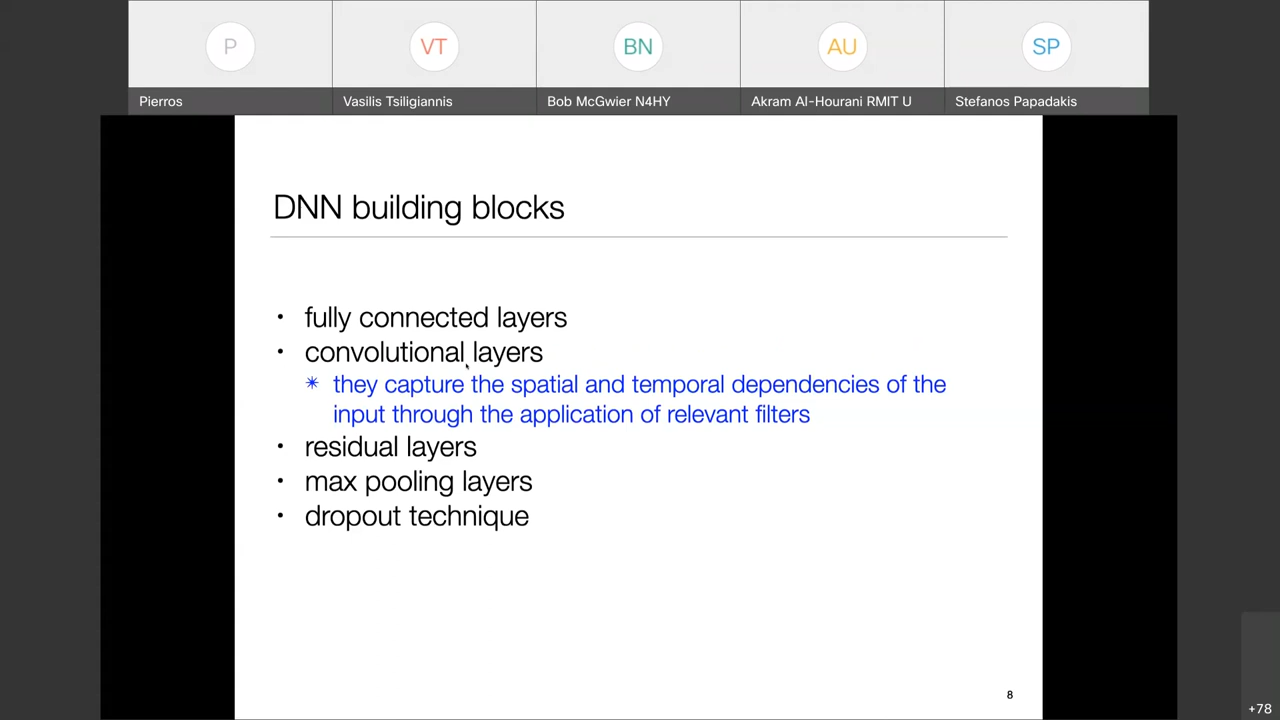 P
VT
BN
AU
SP
Pierros
Vasilis Tsiligiannis
Bob McGwier N4HY
Akram Al-Hourani RMIT U
Stefanos Papadakis
DNN building blocks
• fully connected layers
• convolutional layers
✳ they capture the spatial and temporal dependencies of the
input through the application of relevant filters
• residual layers
• max pooling layers
• dropout technique
8
+78